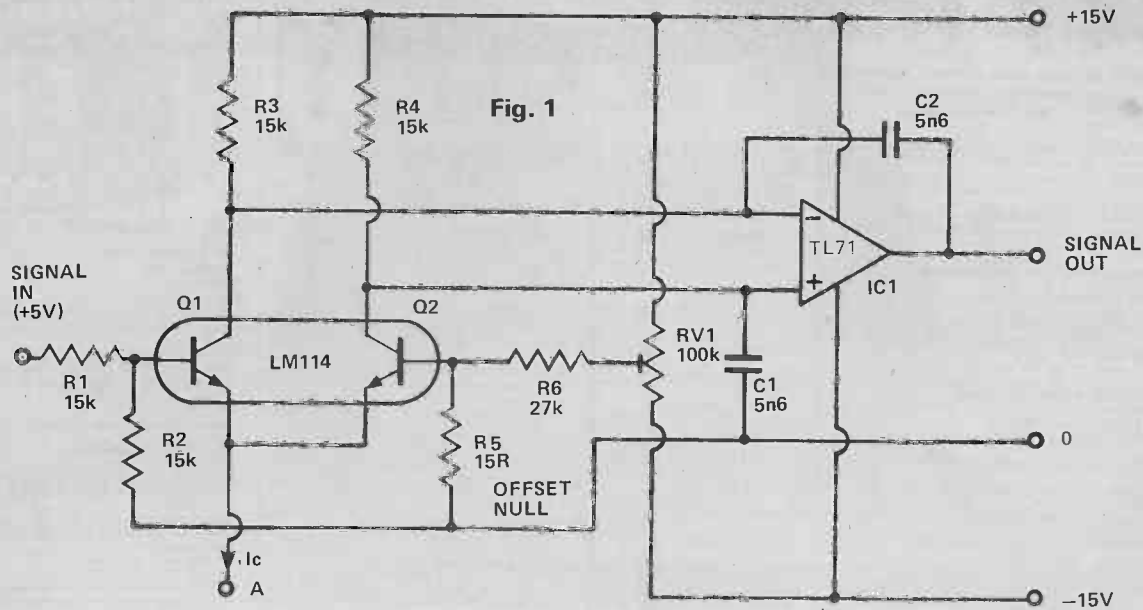 +15V
R3
15k
R4
15k
Fig. 1
C2
5n6
TL71
IC1
SIGNAL
OUT
SIGNAL
IN
(+5V)
Q1
Q2
LM114
R1
15k
R2
15k
R6
27k
RV1
100k
C1
5n6
R5
15R
OFFSET
NULL
0
Ic
A
−15V